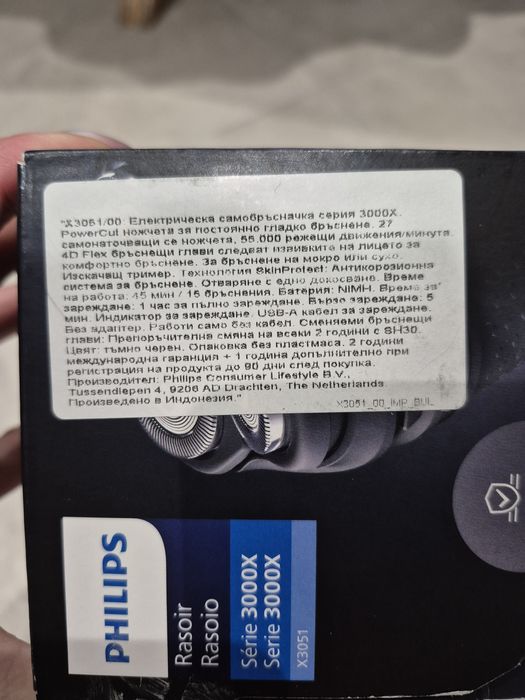 "X3051/00 Електрическа самобръсначка серия 3000X.
PowerCut ножчета за постоянно гладко бръснене. 27
самонаточващи се ножчета, 55.000 режещи движения/минута.
4D Flex бръснещи глави следват извивките на лицето за
комфортно бръснене. За бръснене на мокро или сухо.
Изскачащ тример. Технология SkinProtect: Антикорозионна
система за бръснене. Отваряне с едно докосване. Време
на работа: 45 мин / 15 бръснения. Батерия: NiMH. Време за
зареждане: 1 час за пълно зареждане. Бързо зареждане: 5
мин. Индикатор за зареждане. USB-A кабел за зареждане.
Без адаптер. Работи само без кабел. Сменяеми бръснещи
глави: Препоръчителна смяна на всеки 2 години с SH30.
Цвят: тъмно черен. Опаковка без пластмаса. 2 години
международна гаранция + 1 година допълнително при
регистрация на продукта до 90 дни след покупка.
Производител: Philips Consumer Lifestyle B.V.,
Tussendiepen 4, 9206 AD Drachten, The Netherlands
Произведено в Индонезия."
X3051_00_IMP_BUL
PHILIPS
Rasoir
Rasoio
Série 3000X
Serie 3000X
X3051